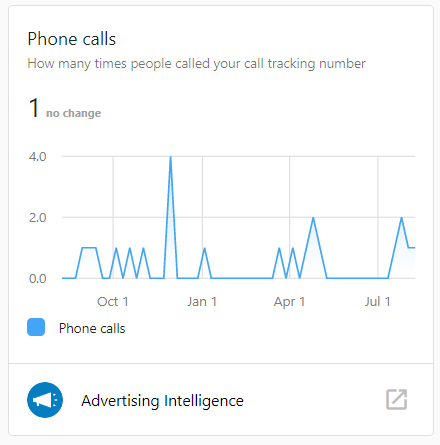 Phone calls
How many times people called your call tracking number
1 no change
4.0
2.0
0.0
Oct 1 Jan 1 Apr 1 Jul 1
Phone calls
Advertising Intelligence